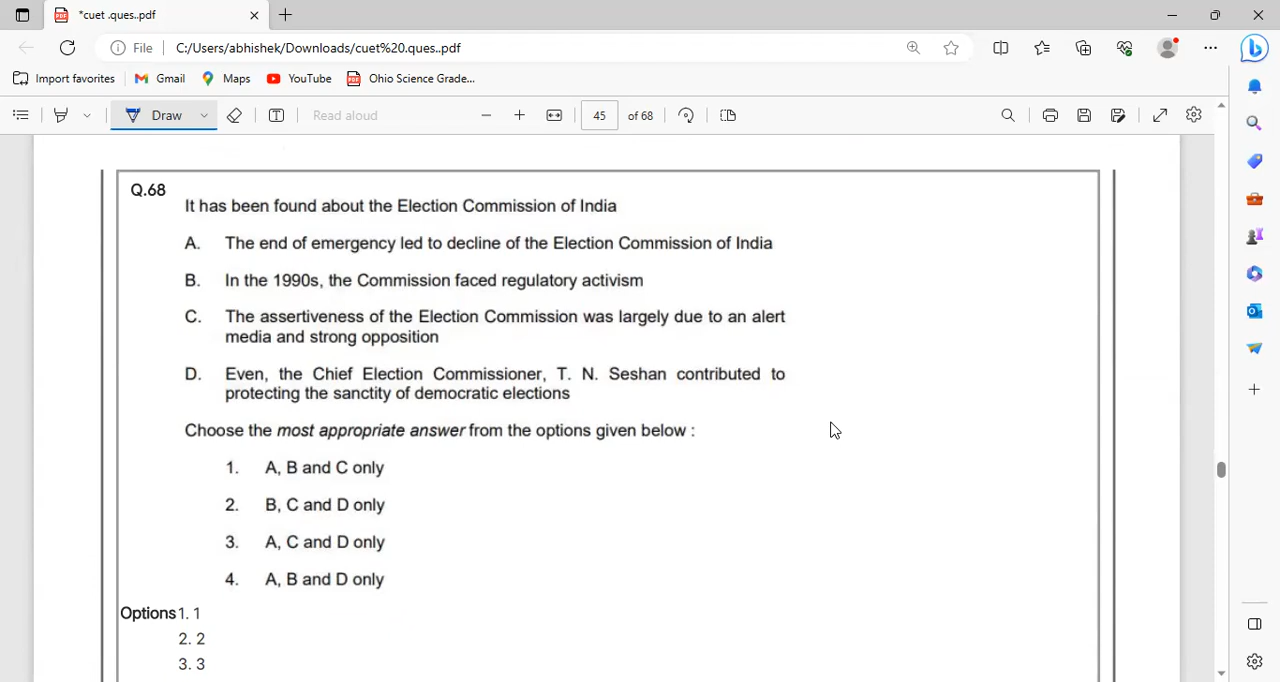 *cuet .ques..pdf
File
C:/Users/abhishek/Downloads/cuet%20.ques..pdf
Import favorites
Gmail
Maps
YouTube
Ohio Science Grade...
Draw
Read aloud
45
of 68
Q.68
It has been found about the Election Commission of India
A. The end of emergency led to decline of the Election Commission of India
B. In the 1990s, the Commission faced regulatory activism
C. The assertiveness of the Election Commission was largely due to an alert
media and strong opposition
D. Even, the Chief Election Commissioner, T. N. Seshan contributed to
protecting the sanctity of democratic elections
Choose the most appropriate answer from the options given below :
1. A, B and C only
2. B, C and D only
3. A, C and D only
4. A, B and D only
Options 1. 1
2. 2
3. 3